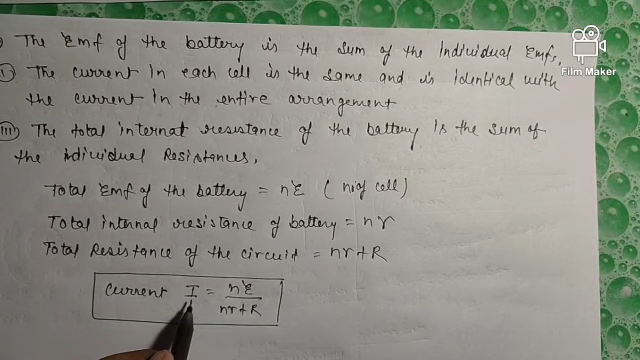 The Emf of the battery is the sum of the individual Emfs.
The current in each cell is the same and is identical with
the current in the entire arrangement
(III) The total internal resistance of the battery is the sum of
the individual Resistances.
Total Emf of the battery = nε ( n of cell)
Total internal resistance of battery = nr
Total Resistance of the circuit = nr+R
Current I = nε / nr+R
Film Maker